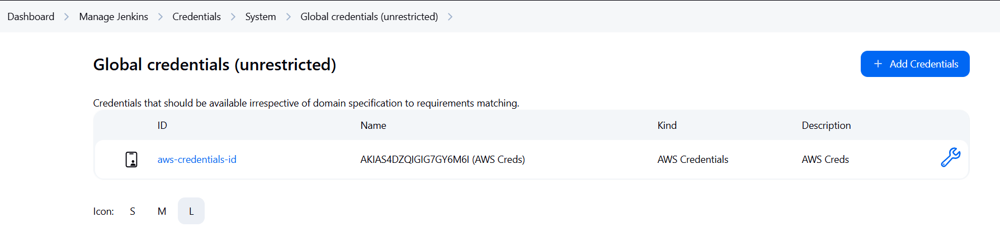 Dashboard > Manage Jenkins > Credentials > System > Global credentials (unrestricted) >
Global credentials (unrestricted)
+ Add Credentials
Credentials that should be available irrespective of domain specification to requirements matching.
ID Name Kind Description
aws-credentials-id AKIAS4DZQIGIG7GY6M6I (AWS Creds) AWS Credentials AWS Creds
Icon: S M L